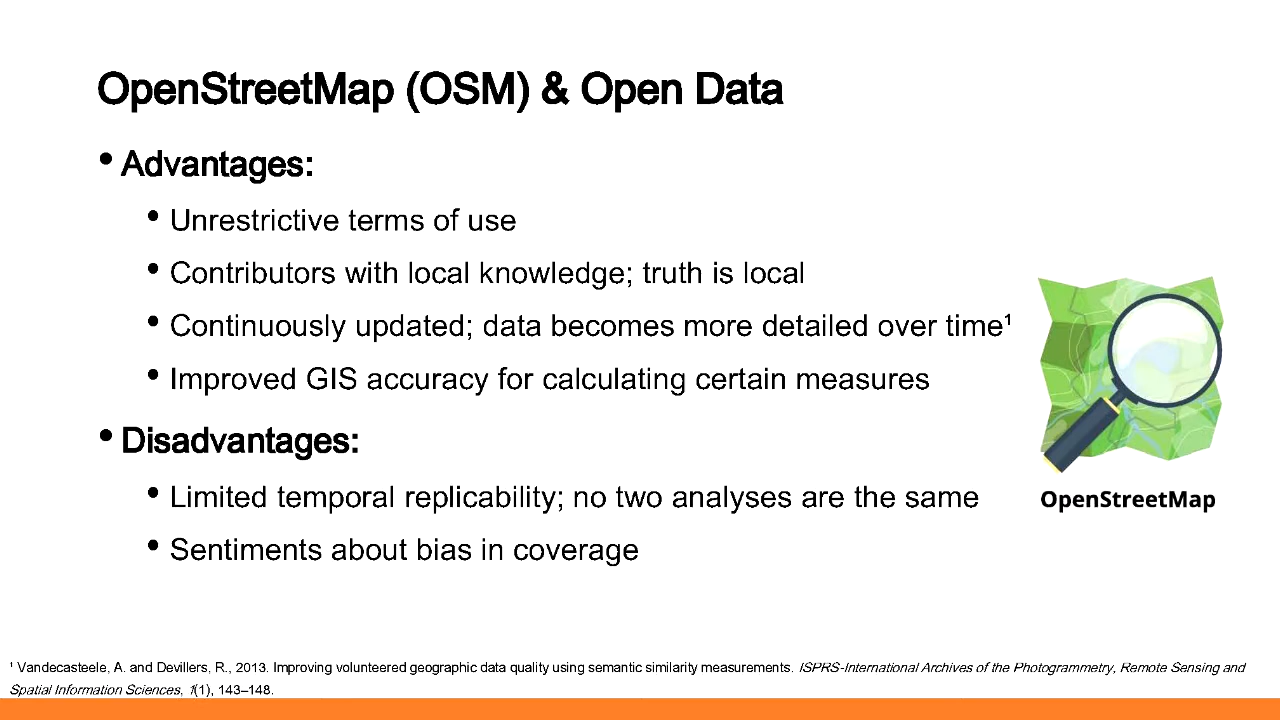 OpenStreetMap (OSM) & Open Data
• Advantages:
• Unrestrictive terms of use
• Contributors with local knowledge; truth is local
• Continuously updated; data becomes more detailed over time¹
• Improved GIS accuracy for calculating certain measures
• Disadvantages:
• Limited temporal replicability; no two analyses are the same
• Sentiments about bias in coverage
OpenStreetMap
¹ Vandecasteele, A. and Devillers, R., 2013. Improving volunteered geographic data quality using semantic similarity measurements. ISPRS-International Archives of the Photogrammetry, Remote Sensing and
Spatial Information Sciences, 1(1), 143–148.